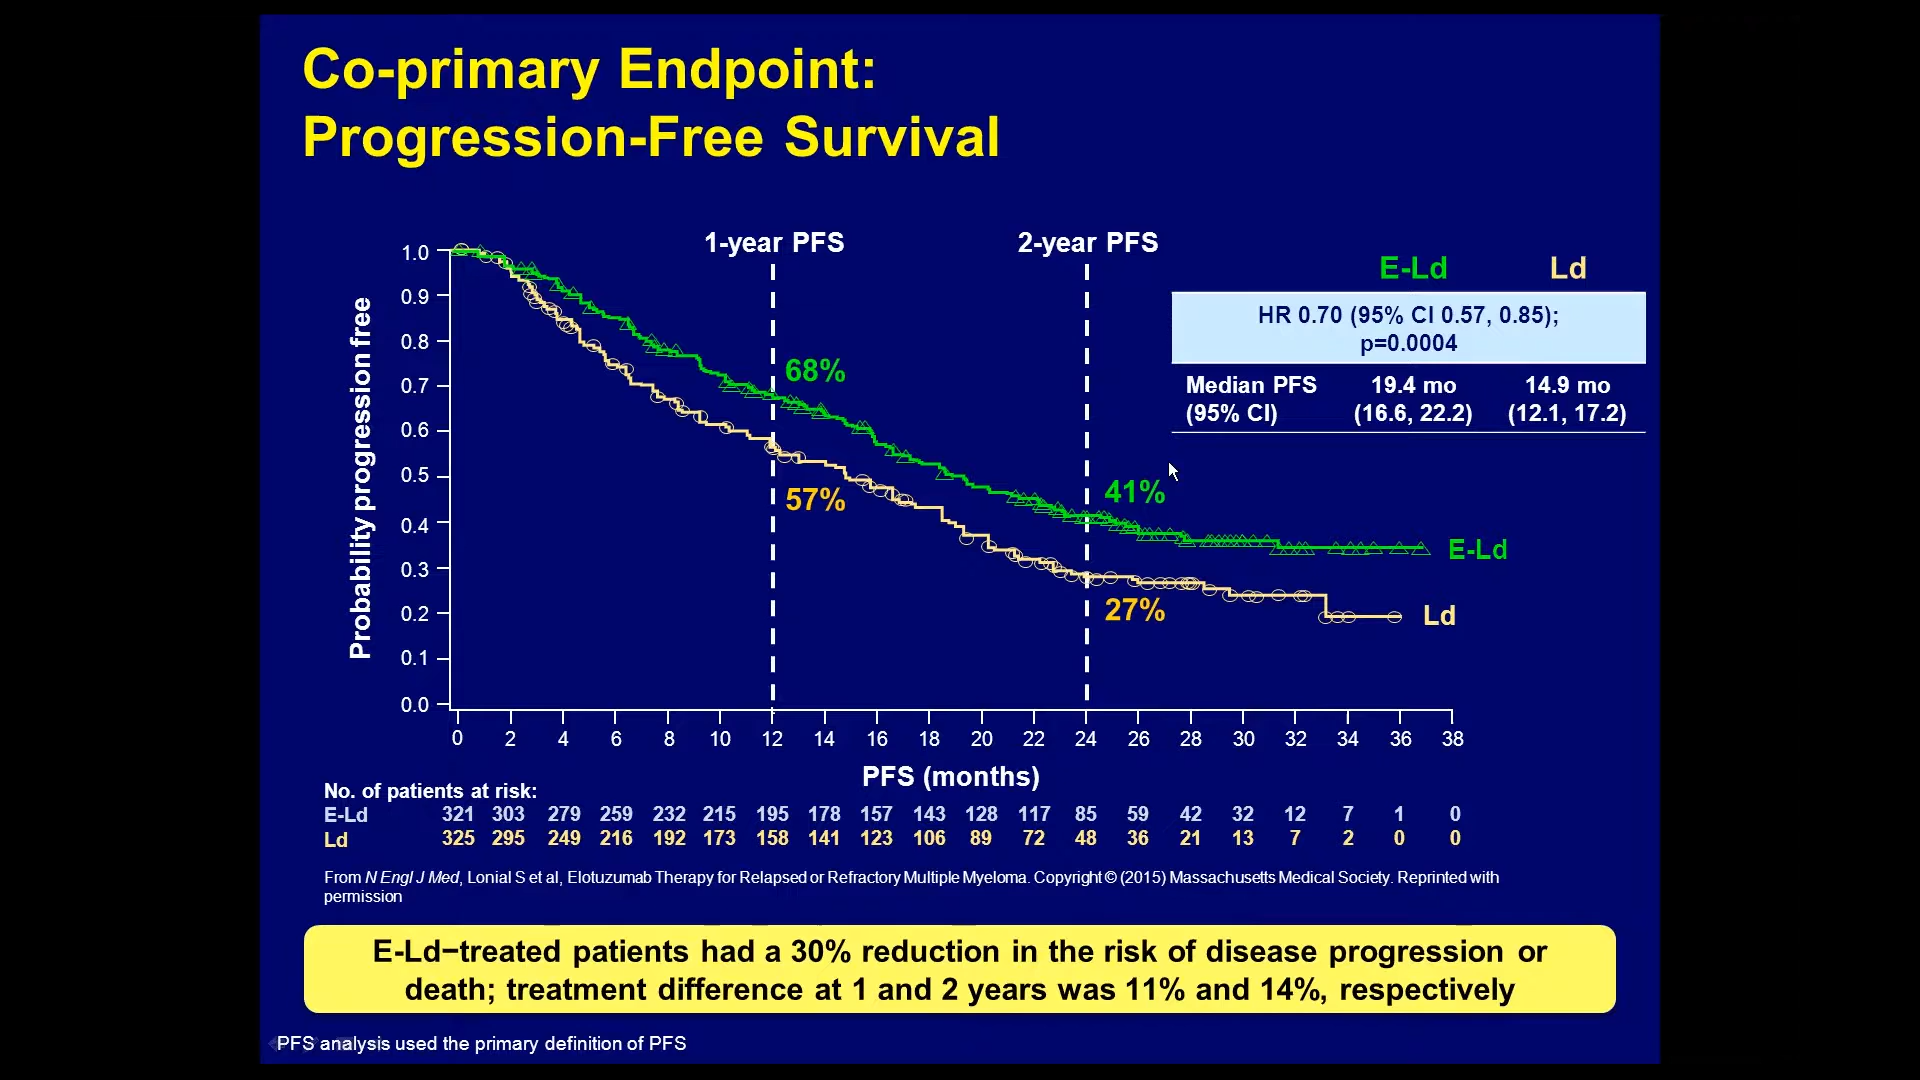 Co-primary Endpoint:
Progression-Free Survival
1-year PFS
2-year PFS
E-Ld Ld
HR 0.70 (95% CI 0.57, 0.85);
p=0.0004
Median PFS 19.4 mo 14.9 mo
(95% CI) (16.6, 22.2) (12.1, 17.2)
Probability progression free
1.0
0.9
0.8
0.7
0.6
0.5
0.4
0.3
0.2
0.1
0.0
68%
57%
41%
27%
E-Ld
Ld
0 2 4 6 8 10 12 14 16 18 20 22 24 26 28 30 32 34 36 38
PFS (months)
No. of patients at risk:
E-Ld 321 303 279 259 232 215 195 178 157 143 128 117 85 59 42 32 12 7 1 0
Ld 325 295 249 216 192 173 158 141 123 106 89 72 48 36 21 13 7 2 0 0
From N Engl J Med, Lonial S et al, Elotuzumab Therapy for Relapsed or Refractory Multiple Myeloma. Copyright © (2015) Massachusetts Medical Society. Reprinted with
permission
E-Ld−treated patients had a 30% reduction in the risk of disease progression or
death; treatment difference at 1 and 2 years was 11% and 14%, respectively
PFS analysis used the primary definition of PFS